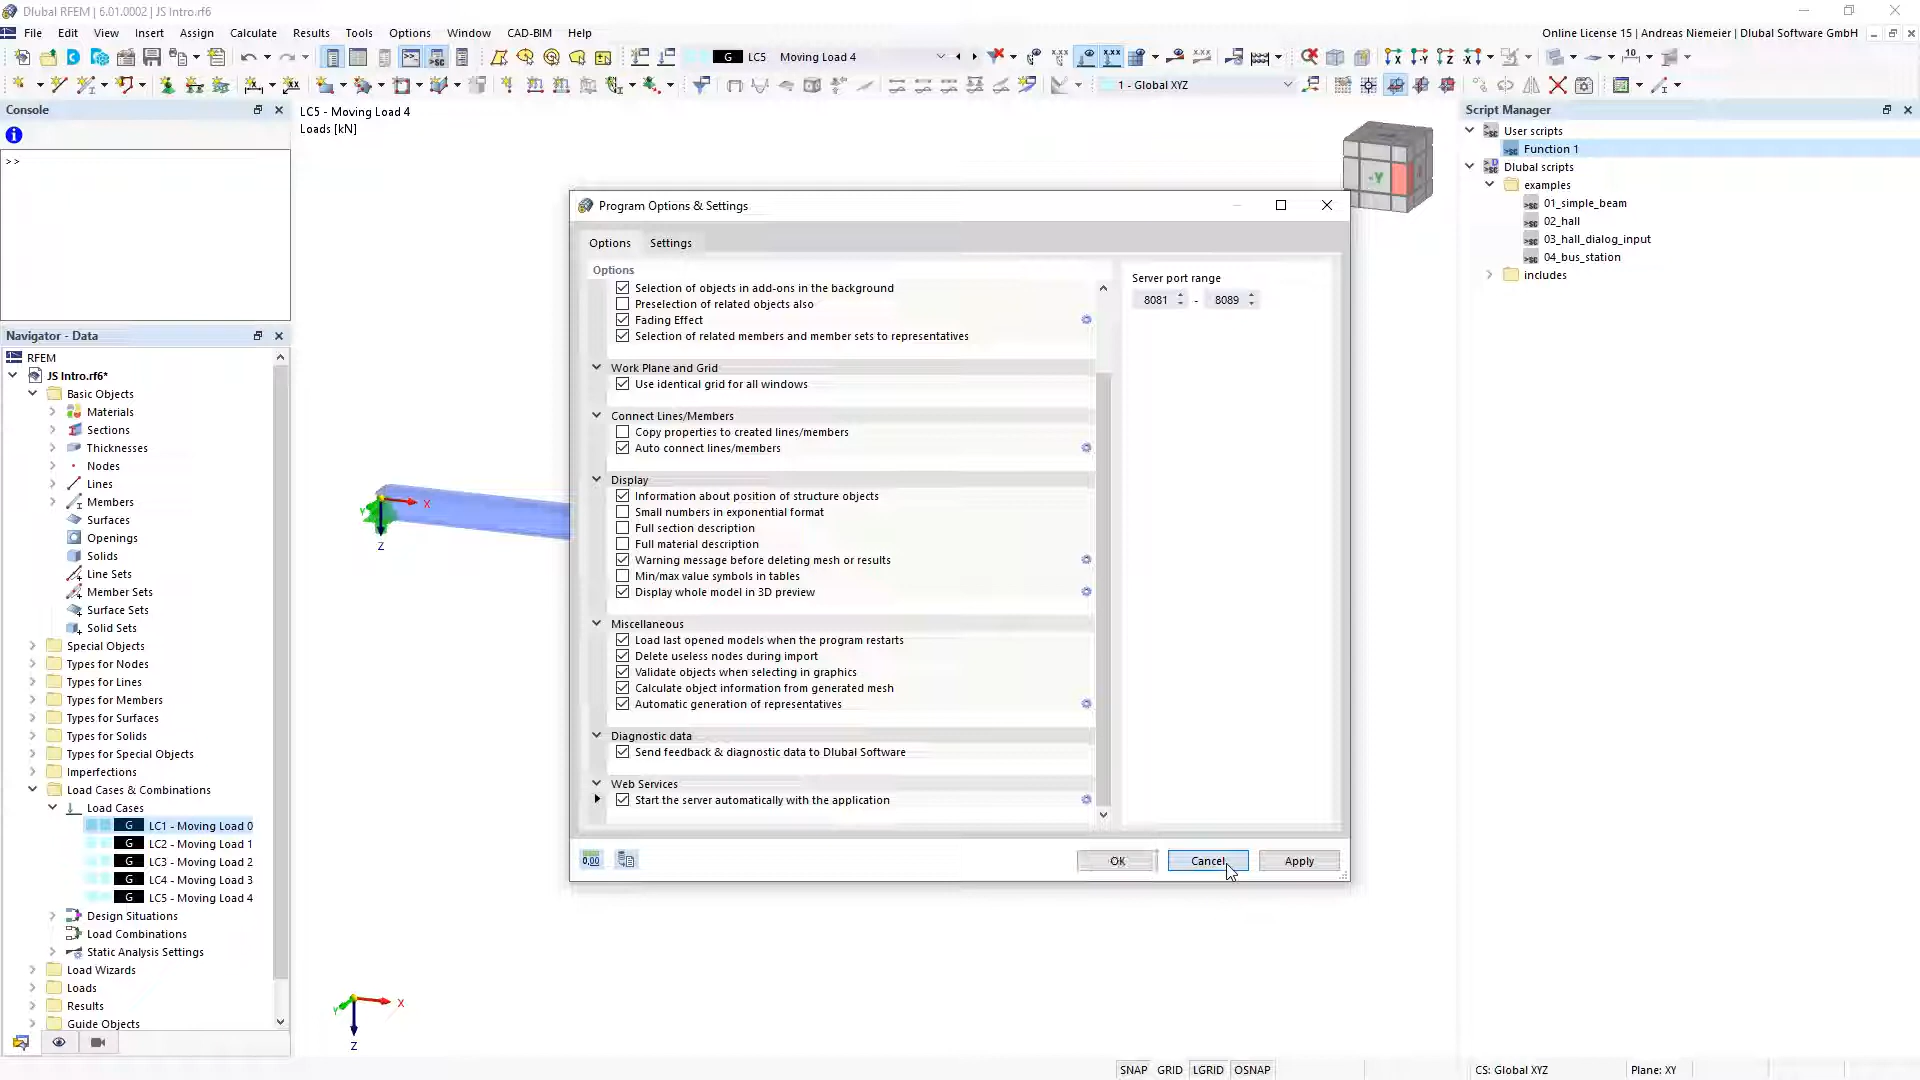 Dlubal RFEM | 6.01.0002 | JS Intro.rf6
File Edit View Insert Assign Calculate Results Tools Options Window CAD-BIM Help
Online License 15 | Andreas Niemeier | Dlubal Software GmbH
G LC5 Moving Load 4
1 - Global XYZ
Console
>>
LC5 - Moving Load 4
Loads [kN]
Navigator - Data
RFEM
JS Intro.rf6*
Basic Objects
Materials
Sections
Thicknesses
Nodes
Lines
Members
Surfaces
Openings
Solids
Line Sets
Member Sets
Surface Sets
Solid Sets
Special Objects
Types for Nodes
Types for Lines
Types for Members
Types for Surfaces
Types for Solids
Types for Special Objects
Imperfections
Load Cases & Combinations
Load Cases
G LC1 - Moving Load 0
G LC2 - Moving Load 1
G LC3 - Moving Load 2
G LC4 - Moving Load 3
G LC5 - Moving Load 4
Design Situations
Load Combinations
Static Analysis Settings
Load Wizards
Loads
Results
Guide Objects
Y X
Z
Y X
Z
-Y
Program Options & Settings
Options Settings
Options
Selection of objects in add-ons in the background
Preselection of related objects also
Fading Effect
Selection of related members and member sets to representatives
Work Plane and Grid
Use identical grid for all windows
Connect Lines/Members
Copy properties to created lines/members
Auto connect lines/members
Display
Information about position of structure objects
Small numbers in exponential format
Full section description
Full material description
Warning message before deleting mesh or results
Min/max value symbols in tables
Display whole model in 3D preview
Miscellaneous
Load last opened models when the program restarts
Delete useless nodes during import
Validate objects when selecting in graphics
Calculate object information from generated mesh
Automatic generation of representatives
Diagnostic data
Send feedback & diagnostic data to Dlubal Software
Web Services
Start the server automatically with the application
Server port range
8081 - 8089
0,00
OK Cancel Apply
Script Manager
User scripts
Function 1
Dlubal scripts
examples
01_simple_beam
02_hall
03_hall_dialog_input
04_bus_station
includes
SNAP GRID LGRID OSNAP
CS: Global XYZ
Plane: XY